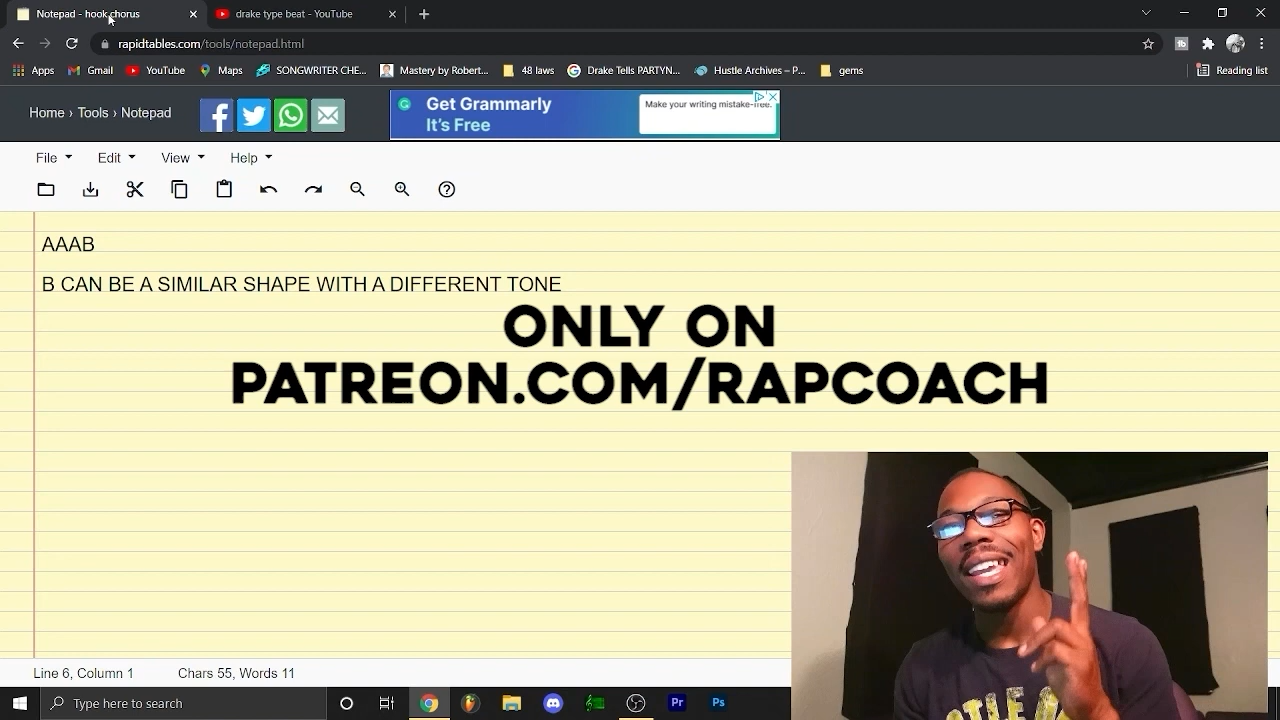 Notepad - hook chorus
drake type beat - YouTube
rapidtables.com/tools/notepad.html
Apps
Gmail
YouTube
Maps
SONGWRITER CHE...
Mastery by Robert...
48 laws
Drake Tells PARTYN...
Hustle Archives – P...
gems
Reading list
Home › Tools › Notepad
Get Grammarly
It's Free
Make your writing mistake-free.
File
Edit
View
Help
AAAB
B CAN BE A SIMILAR SHAPE WITH A DIFFERENT TONE
ONLY ON
PATREON.COM/RAPCOACH
Line 6, Column 1
Chars 55, Words 11
Type here to search
Pr
Ps